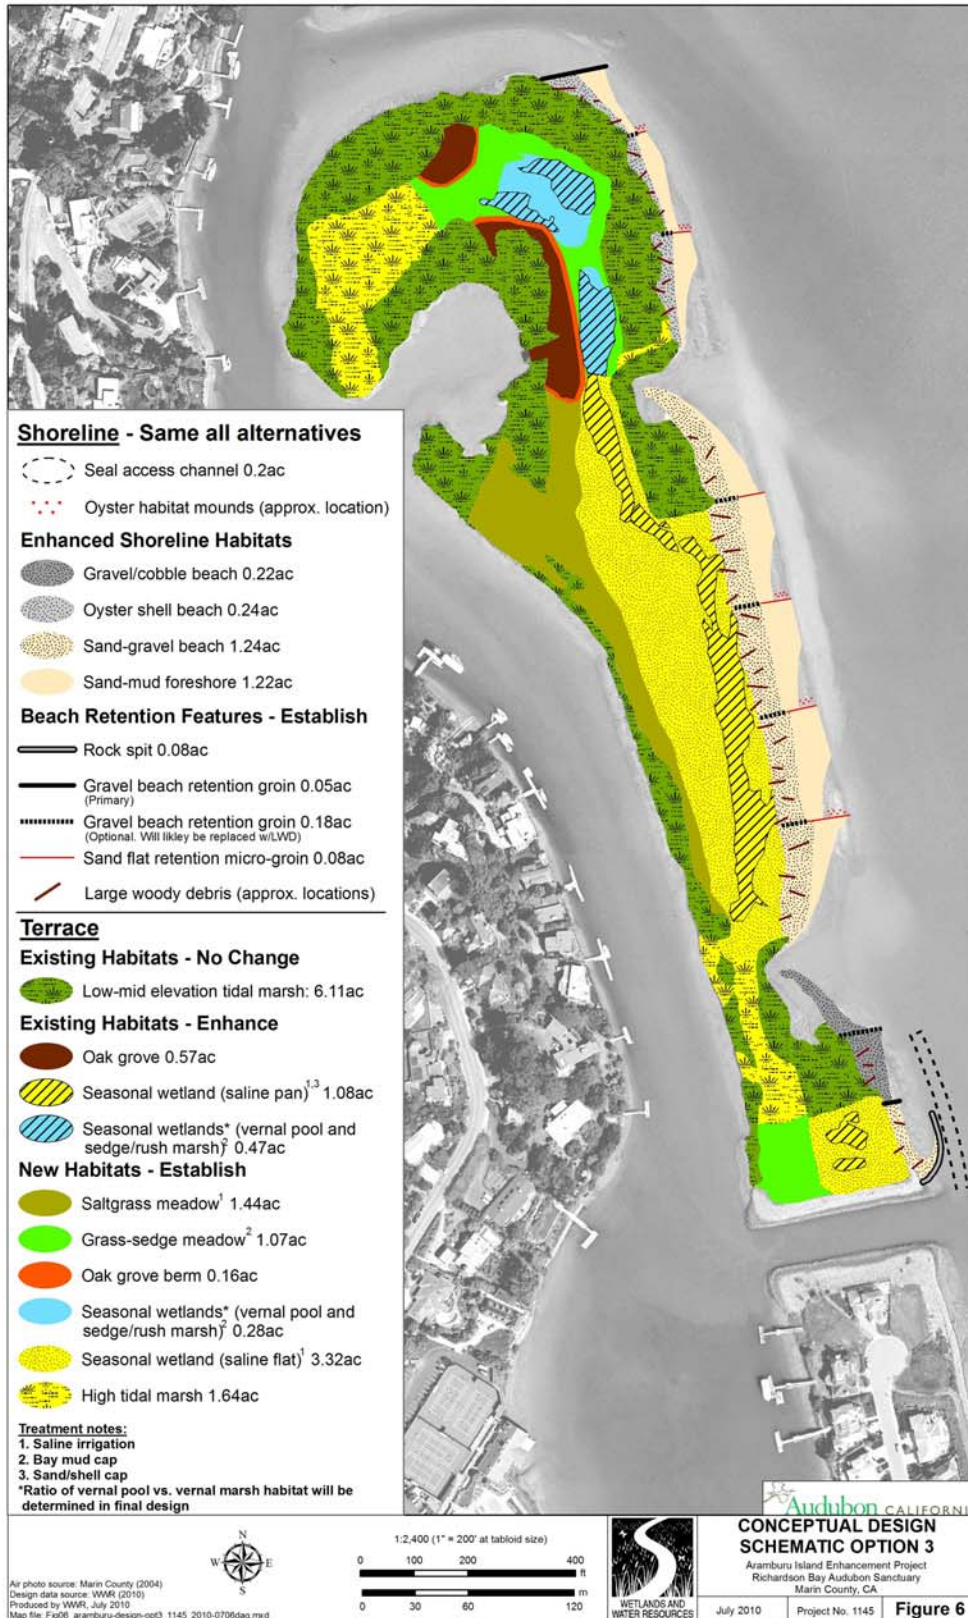 Shoreline - Same all alternatives
Seal access channel 0.2ac
Oyster habitat mounds (approx. location)
Enhanced Shoreline Habitats
Gravel/cobble beach 0.22ac
Oyster shell beach 0.24ac
Sand-gravel beach 1.24ac
Sand-mud foreshore 1.22ac
Beach Retention Features - Establish
Rock spit 0.08ac
Gravel beach retention groin 0.05ac
(Primary)
Gravel beach retention groin 0.18ac
(Optional. Will likley be replaced w/LWD)
Sand flat retention micro-groin 0.08ac
Large woody debris (approx. locations)
Terrace
Existing Habitats - No Change
Low-mid elevation tidal marsh: 6.11ac
Existing Habitats - Enhance
Oak grove 0.57ac
Seasonal wetland (saline pan)1,3 1.08ac
Seasonal wetlands* (vernal pool and
sedge/rush marsh)2 0.47ac
New Habitats - Establish
Saltgrass meadow1 1.44ac
Grass-sedge meadow2 1.07ac
Oak grove berm 0.16ac
Seasonal wetlands* (vernal pool and
sedge/rush marsh)2 0.28ac
Seasonal wetland (saline flat)1 3.32ac
High tidal marsh 1.64ac
Treatment notes:
1. Saline irrigation
2. Bay mud cap
3. Sand/shell cap
*Ratio of vernal pool vs. vernal marsh habitat will be
determined in final design
Audubon CALIFORNI
Air photo source: Marin County (2004)
Design data source: WWR (2010)
Produced by WWR, July 2010
Map file: Fig06_aramburu-design-opt3_1145_2010-0706dag.mxd
N
W E
S
1:2,400 (1" = 200' at tabloid size)
0 100 200 400
ft
m
0 30 60 120
WETLANDS AND
WATER RESOURCES
CONCEPTUAL DESIGN
SCHEMATIC OPTION 3
Aramburu Island Enhancement Project
Richardson Bay Audubon Sanctuary
Marin County, CA
July 2010 Project No. 1145 Figure 6